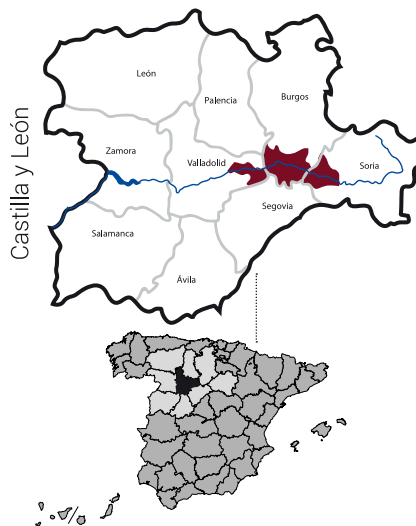 Castilla y León
León
Palencia
Burgos
Zamora
Valladolid
Soria
Segovia
Salamanca
Ávila